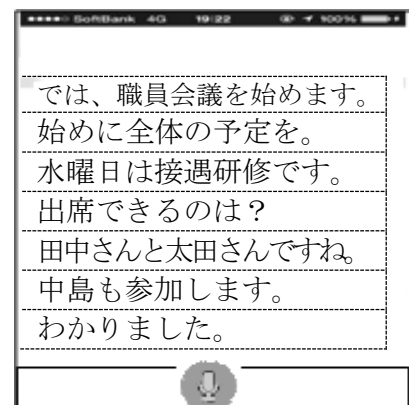 SoftBank 4G 19:22 100%
では、職員会議を始めます。
始めに全体の予定を。
水曜日は接遇研修です。
出席できるのは？
田中さんと太田さんですね。
中島も参加します。
わかりました。